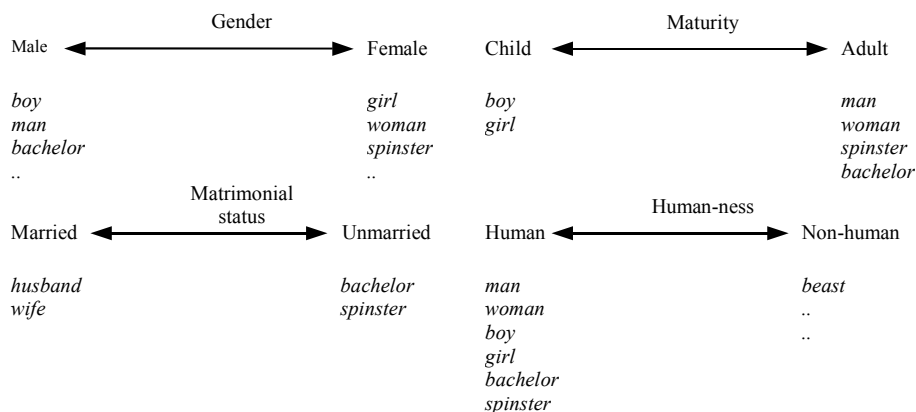 Gender
Male Female
boy girl
man woman
bachelor spinster
.. ..
Maturity
Child Adult
boy man
girl woman
spinster
bachelor
Matrimonial
status
Married Unmarried
husband bachelor
wife spinster
Human-ness
Human Non-human
man beast
woman ..
boy ..
girl
bachelor
spinster